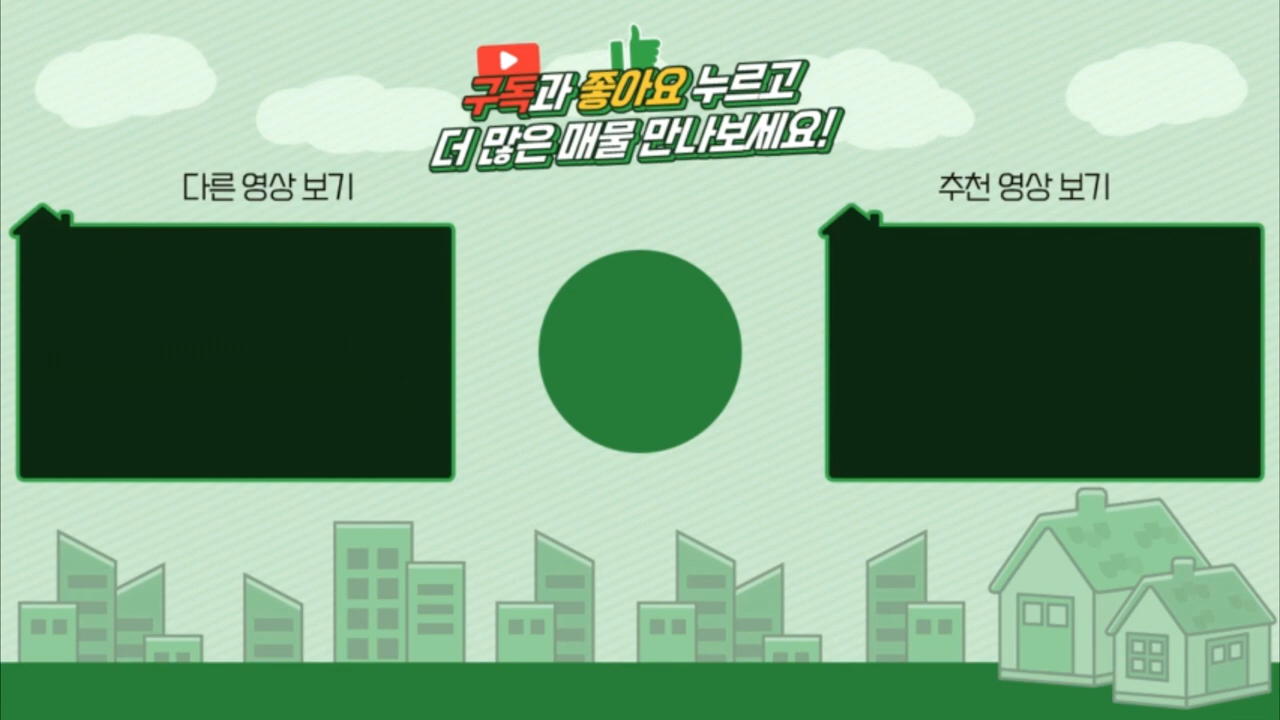 구독과 좋아요 누르고
더 많은 매물 만나보세요!
다른 영상 보기
추천 영상 보기